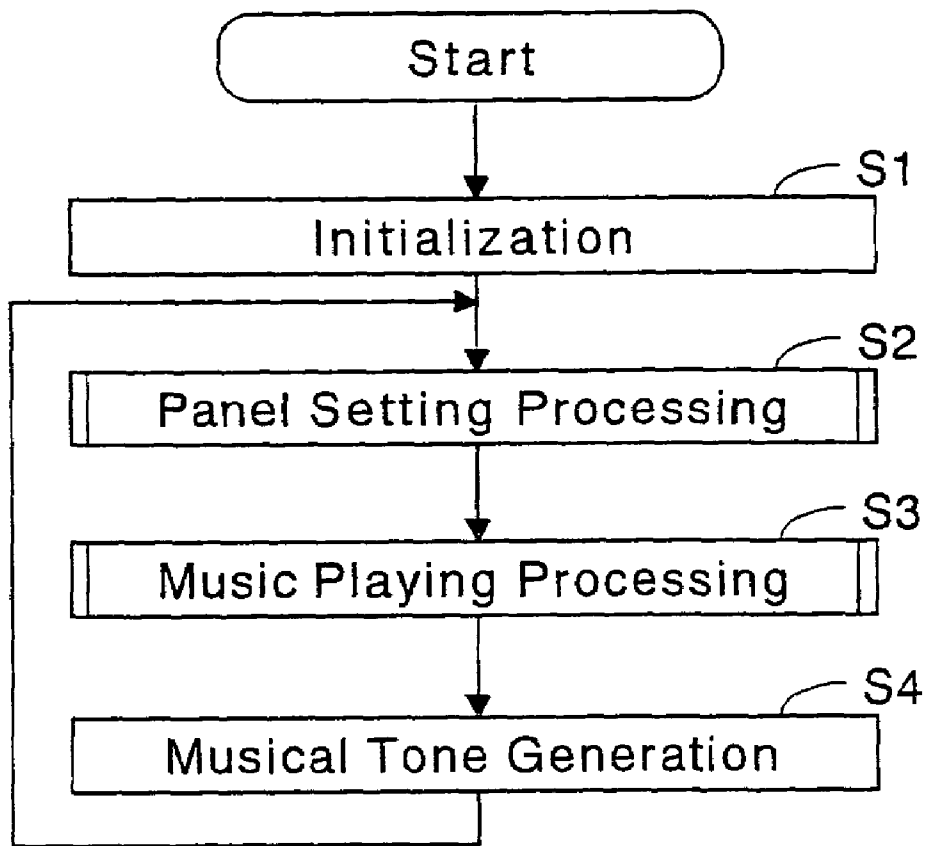 Start
S1
Initialization
S2
Panel Setting Processing
S3
Music Playing Processing
S4
Musical Tone Generation